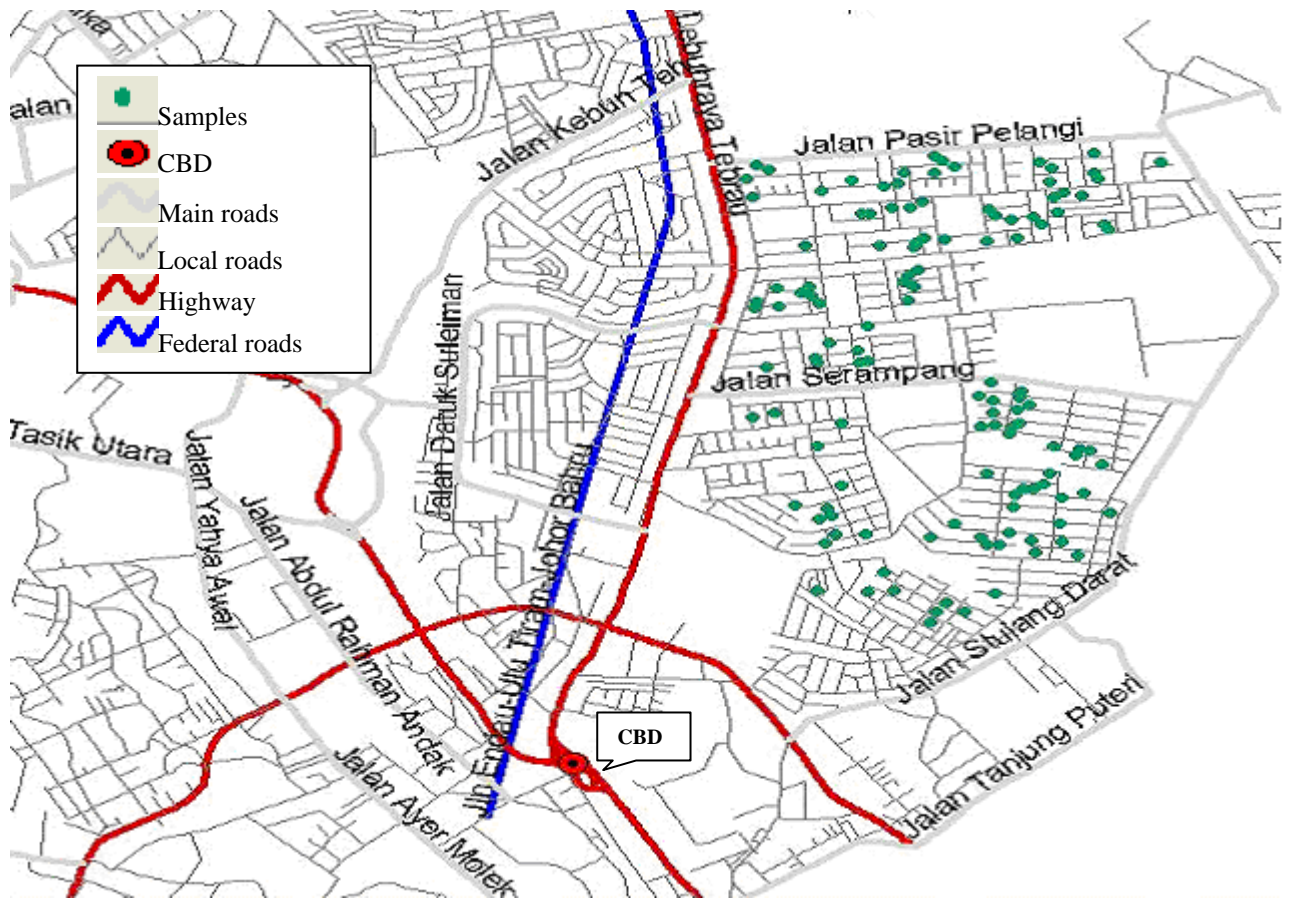 Samples
CBD
Main roads
Local roads
Highway
Federal roads
Jalan Kebun Teh
Lebuhraya Tebrau
Jalan Pasir Pelangi
Jalan Datuk Suleiman
Jalan Serampang
Tasik Utara
Jalan Yahya Awal
Jalan Abdul Rahman Andak
Jln Endau-Ulu Tiram-Johor Bahru
Jalan Ayer Molek
CBD
Jalan Stulang Darat
Jalan Tanjung Puteri